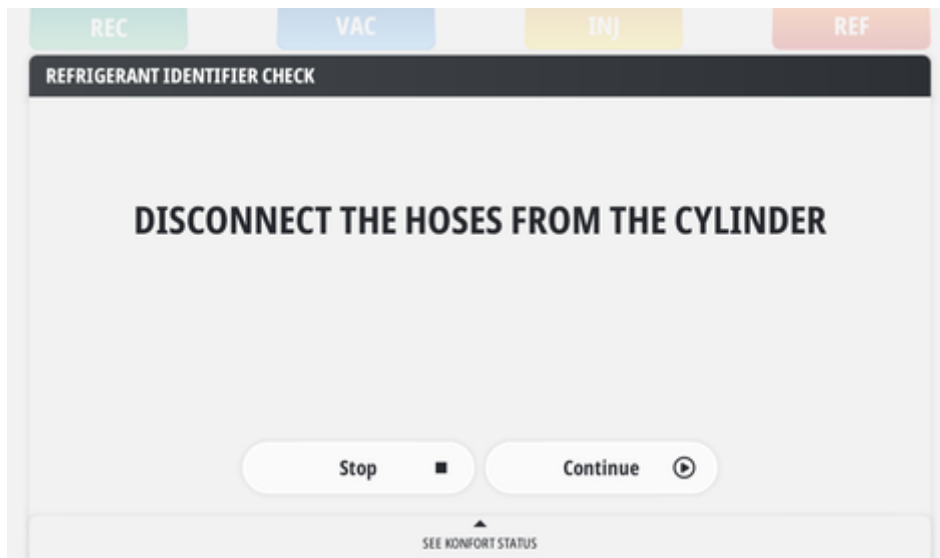 REC VAC INJ REF
REFRIGERANT IDENTIFIER CHECK
DISCONNECT THE HOSES FROM THE CYLINDER
Stop Continue
SEE KONFORT STATUS